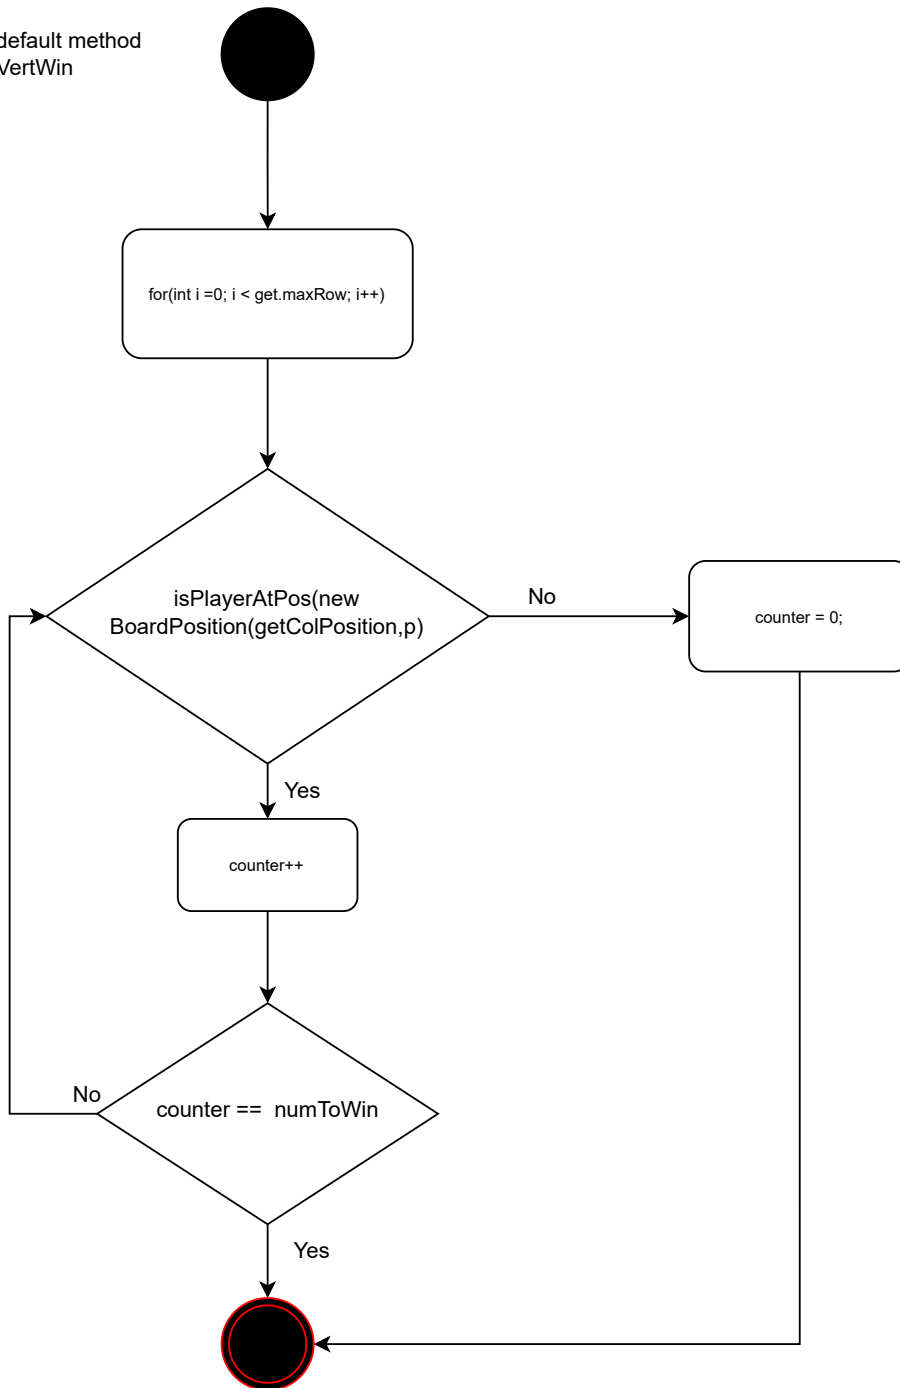 default method
VertWin
for(int i =0; i < get.maxRow; i++)
isPlayerAtPos(new
BoardPosition(getColPosition,p)
No
counter = 0;
Yes
counter++
No
counter == numToWin
Yes